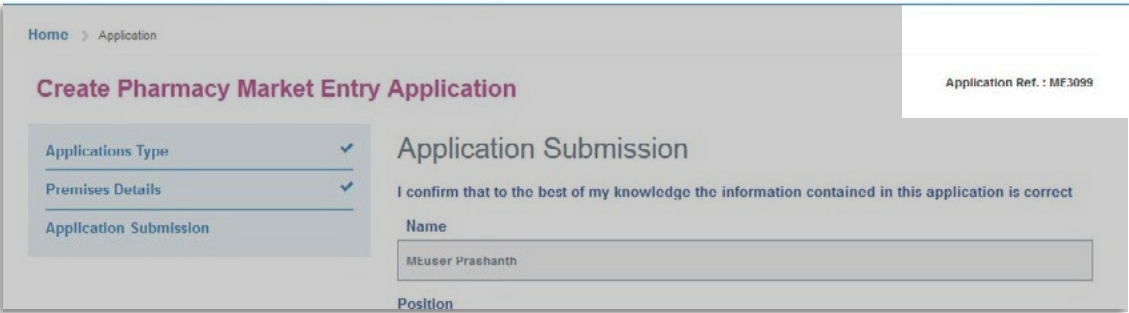 Home > Application
Create Pharmacy Market Entry Application
Application Ref. : ME3099
Applications Type
Premises Details
Application Submission
Application Submission
I confirm that to the best of my knowledge the information contained in this application is correct
Name
MEuser Prashanth
Position